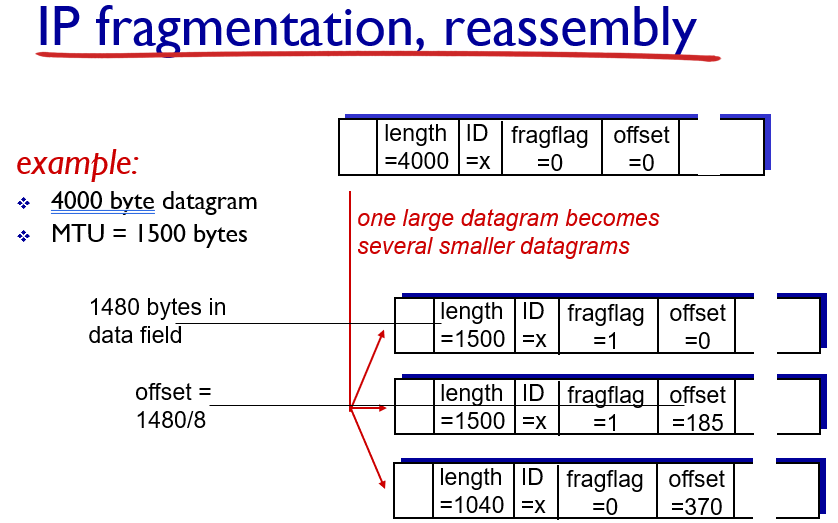 IP fragmentation, reassembly
example:
❖ 4000 byte datagram
❖ MTU = 1500 bytes
length ID fragflag offset
=4000 =x =0 =0
one large datagram becomes
several smaller datagrams
1480 bytes in
data field
offset =
1480/8
length ID fragflag offset
=1500 =x =1 =0
length ID fragflag offset
=1500 =x =1 =185
length ID fragflag offset
=1040 =x =0 =370